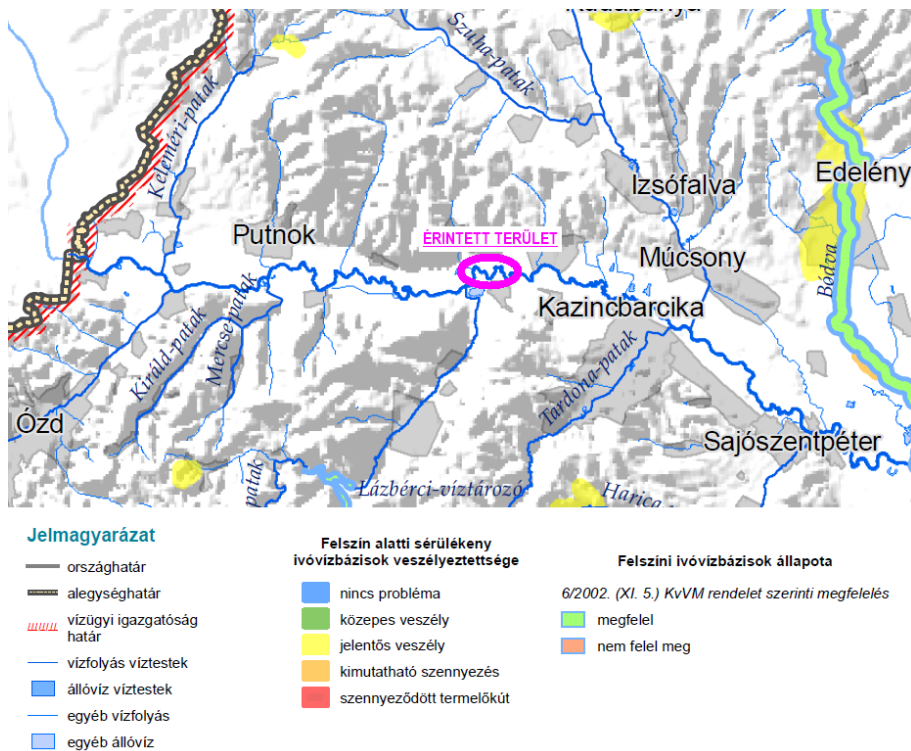 Szuha-patak
Keleméri-patak
Edelény
Izsófalva
Putnok
ÉRINTETT TERÜLET
Múcsony
Bódva
Kazincbarcika
Király-patak
Mercse-patak
Tardona-patak
Ózd
Sajószentpéter
patak
Lázbérci-víztározó
Harica
Jelmagyarázat
országhatár
alegységhatár
vízügyi igazgatóság
határ
vízfolyás víztestek
állóvíz víztestek
egyéb vízfolyás
egyéb állóvíz
Felszín alatti sérülékeny
ivóvízbázisok veszélyeztettsége
nincs probléma
közepes veszély
jelentős veszély
kimutatható szennyezés
szennyeződött termelőkút
Felszíni ivóvízbázisok állapota
6/2002. (XI. 5.) KvVM rendelet szerinti megfelelés
megfelel
nem felel meg